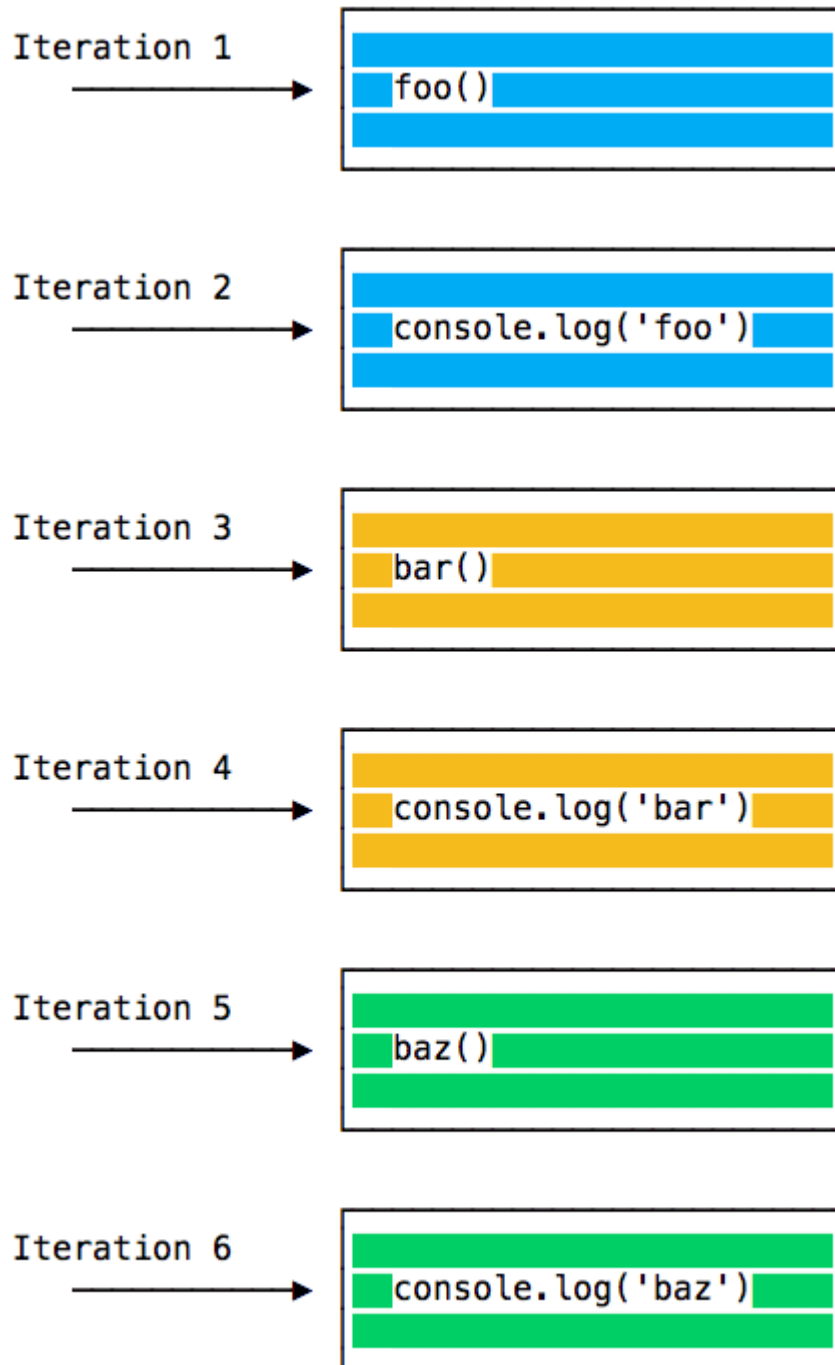 Iteration 1
foo()
Iteration 2
console.log('foo')
Iteration 3
bar()
Iteration 4
console.log('bar')
Iteration 5
baz()
Iteration 6
console.log('baz')